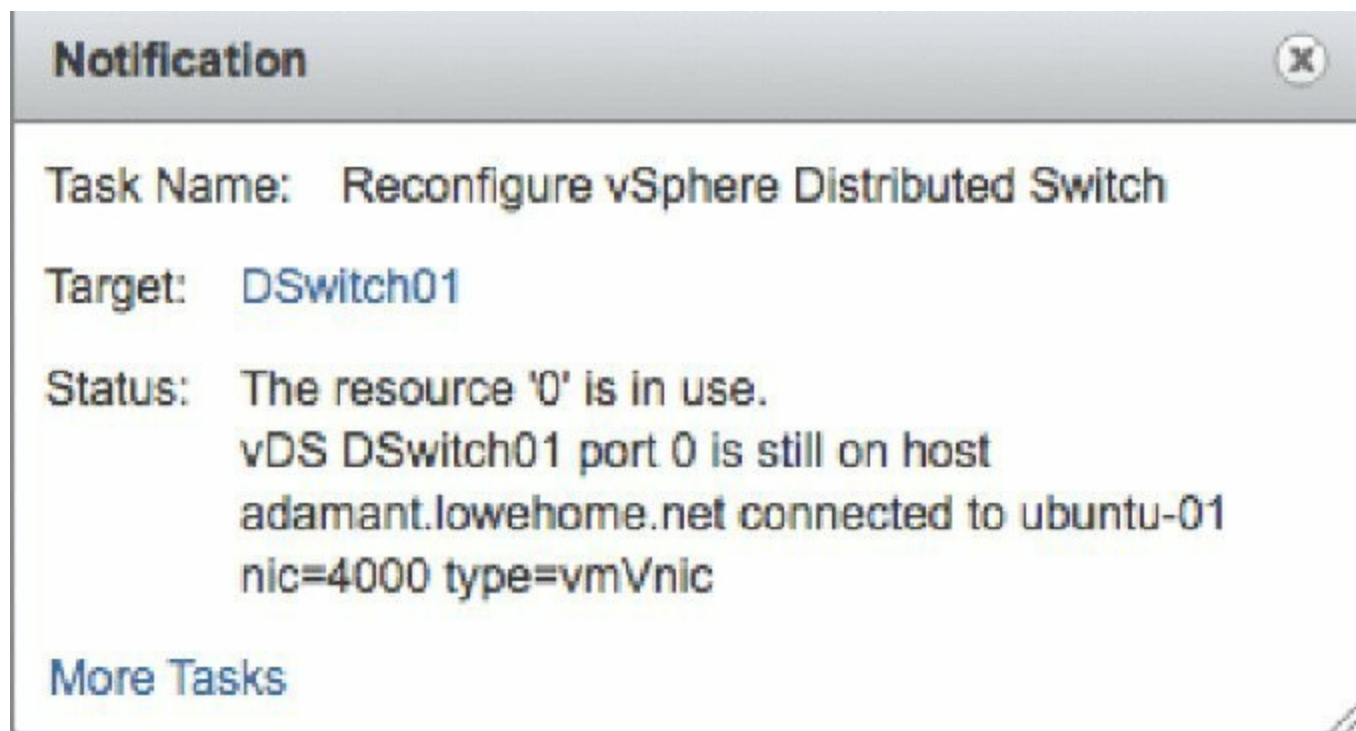 Notification
Task Name: Reconfigure vSphere Distributed Switch
Target: DSwitch01
Status: The resource '0' is in use.
vDS DSwitch01 port 0 is still on host
adamant.lowehome.net connected to ubuntu-01
nic=4000 type=vmVnic
More Tasks